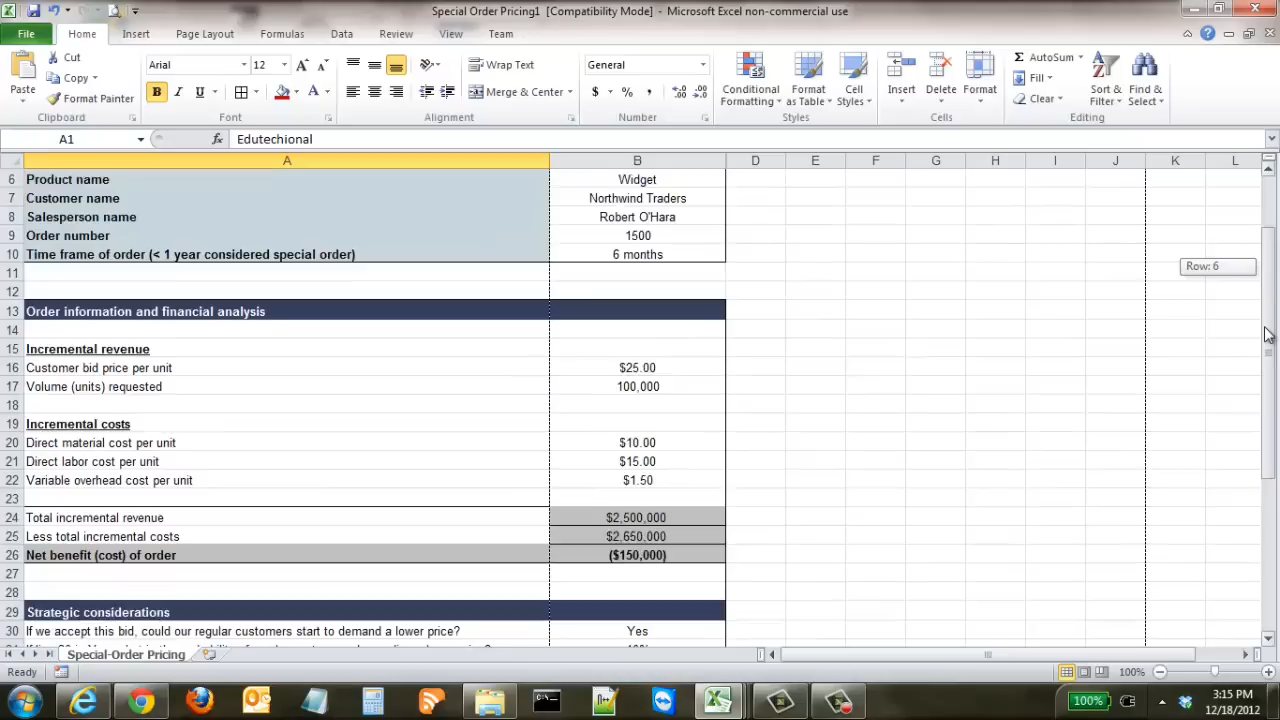 Special Order Pricing1 [Compatibility Mode] - Microsoft Excel non-commercial use
File Home Insert Page Layout Formulas Data Review View Team
Cut
Copy
Format Painter
Paste
Clipboard
Arial 12
B I U
Font
Wrap Text
Merge & Center
Alignment
General
$ % ,
Number
Conditional Formatting
Format as Table
Cell Styles
Styles
Insert Delete Format
Cells
AutoSum
Fill
Clear
Sort & Filter
Find & Select
Editing
A1 fx Edutechional
A B D E F G H I J K L
6 Product name Widget
7 Customer name Northwind Traders
8 Salesperson name Robert O'Hara
9 Order number 1500
10 Time frame of order (< 1 year considered special order) 6 months
Row: 6
11
12
13 Order information and financial analysis
14
15 Incremental revenue
16 Customer bid price per unit $25.00
17 Volume (units) requested 100,000
18
19 Incremental costs
20 Direct material cost per unit $10.00
21 Direct labor cost per unit $15.00
22 Variable overhead cost per unit $1.50
23
24 Total incremental revenue $2,500,000
25 Less total incremental costs $2,650,000
26 Net benefit (cost) of order ($150,000)
27
28
29 Strategic considerations
30 If we accept this bid, could our regular customers start to demand a lower price? Yes
Special-Order Pricing
Ready 100%
100% 3:15 PM
12/18/2012